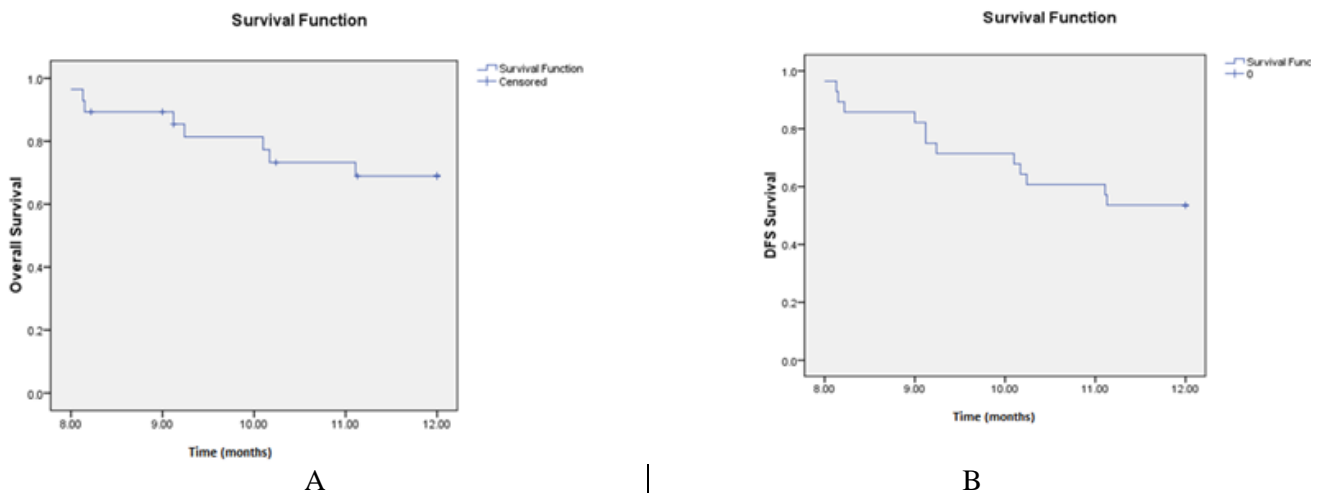 Survival Function
Overall Survival
1.0
0.8
0.6
0.4
0.2
0.0
8.00 9.00 10.00 11.00 12.00
Time (months)
Survival Function
Censored
A
Survival Function
DFS Survival
1.0
0.8
0.6
0.4
0.2
0.0
8.00 9.00 10.00 11.00 12.00
Time (months)
Survival Func
0
B